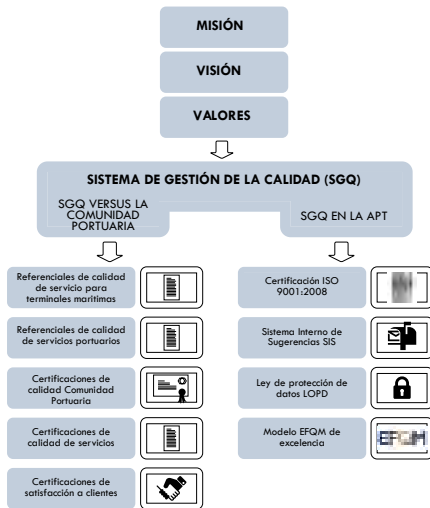 MISIÓN
VISIÓN
VALORES
SISTEMA DE GESTIÓN DE LA CALIDAD (SGQ)
SGQ VERSUS LA
COMUNIDAD
PORTUARIA
SGQ EN LA APT
Referenciales de calidad
de servicio para
terminales marítimas
Referenciales de calidad
de servicios portuarios
Certificaciones de
calidad Comunidad
Portuaria
Certificaciones de
calidad de servicios
Certificaciones de
satisfacción a clientes
Certificación ISO
9001:2008
Sistema Interno de
Sugerencias SIS
Ley de protección de
datos LOPD
Modelo EFQM de
excelencia
EFQM